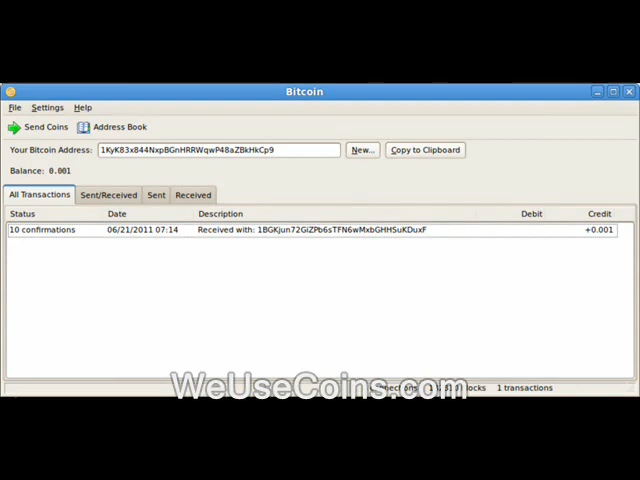 Bitcoin
File Settings Help
Send Coins Address Book
Your Bitcoin Address: 1KyK83x844NxpBGnHRRWqwP48aZBkHkCp9 New... Copy to Clipboard
Balance: 0.001
All Transactions Sent/Received Sent Received
Status Date Description Debit Credit
10 confirmations 06/21/2011 07:14 Received with: 1BGKjun72GiZPb6sTFN6wMxbGHHSuKDuxF +0.001
WeUseCoins.com
1 transactions